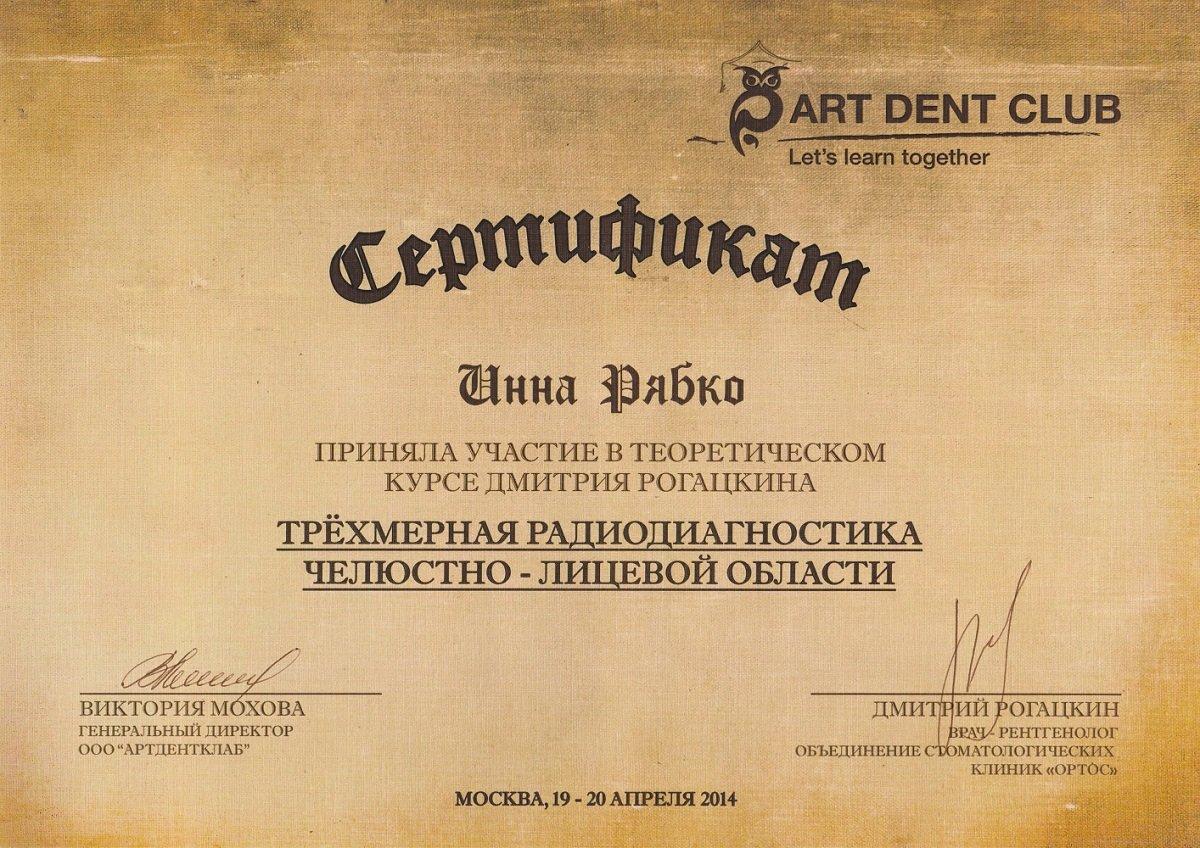 ART DENT CLUB
Let's learn together
Сертификат
Инна Рябко
ПРИНЯЛА УЧАСТИЕ В ТЕОРЕТИЧЕСКОМ
КУРСЕ ДМИТРИЯ РОГАЦКИНА
ТРЁХМЕРНАЯ РАДИОДИАГНОСТИКА
ЧЕЛЮСТНО - ЛИЦЕВОЙ ОБЛАСТИ
ВИКТОРИЯ МОХОВА
ГЕНЕРАЛЬНЫЙ ДИРЕКТОР
ООО "АРТДЕНТКЛАБ"
ДМИТРИЙ РОГАЦКИН
ВРАЧ - РЕНТГЕНОЛОГ
ОБЪЕДИНЕНИЕ СТОМАТОЛОГИЧЕСКИХ
КЛИНИК «ОРТОС»
МОСКВА, 19 - 20 АПРЕЛЯ 2014